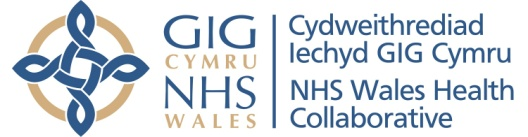 GIG
CYMRU
NHS
WALES
Cydweithrediad
Iechyd GIG Cymru
NHS Wales Health
Collaborative